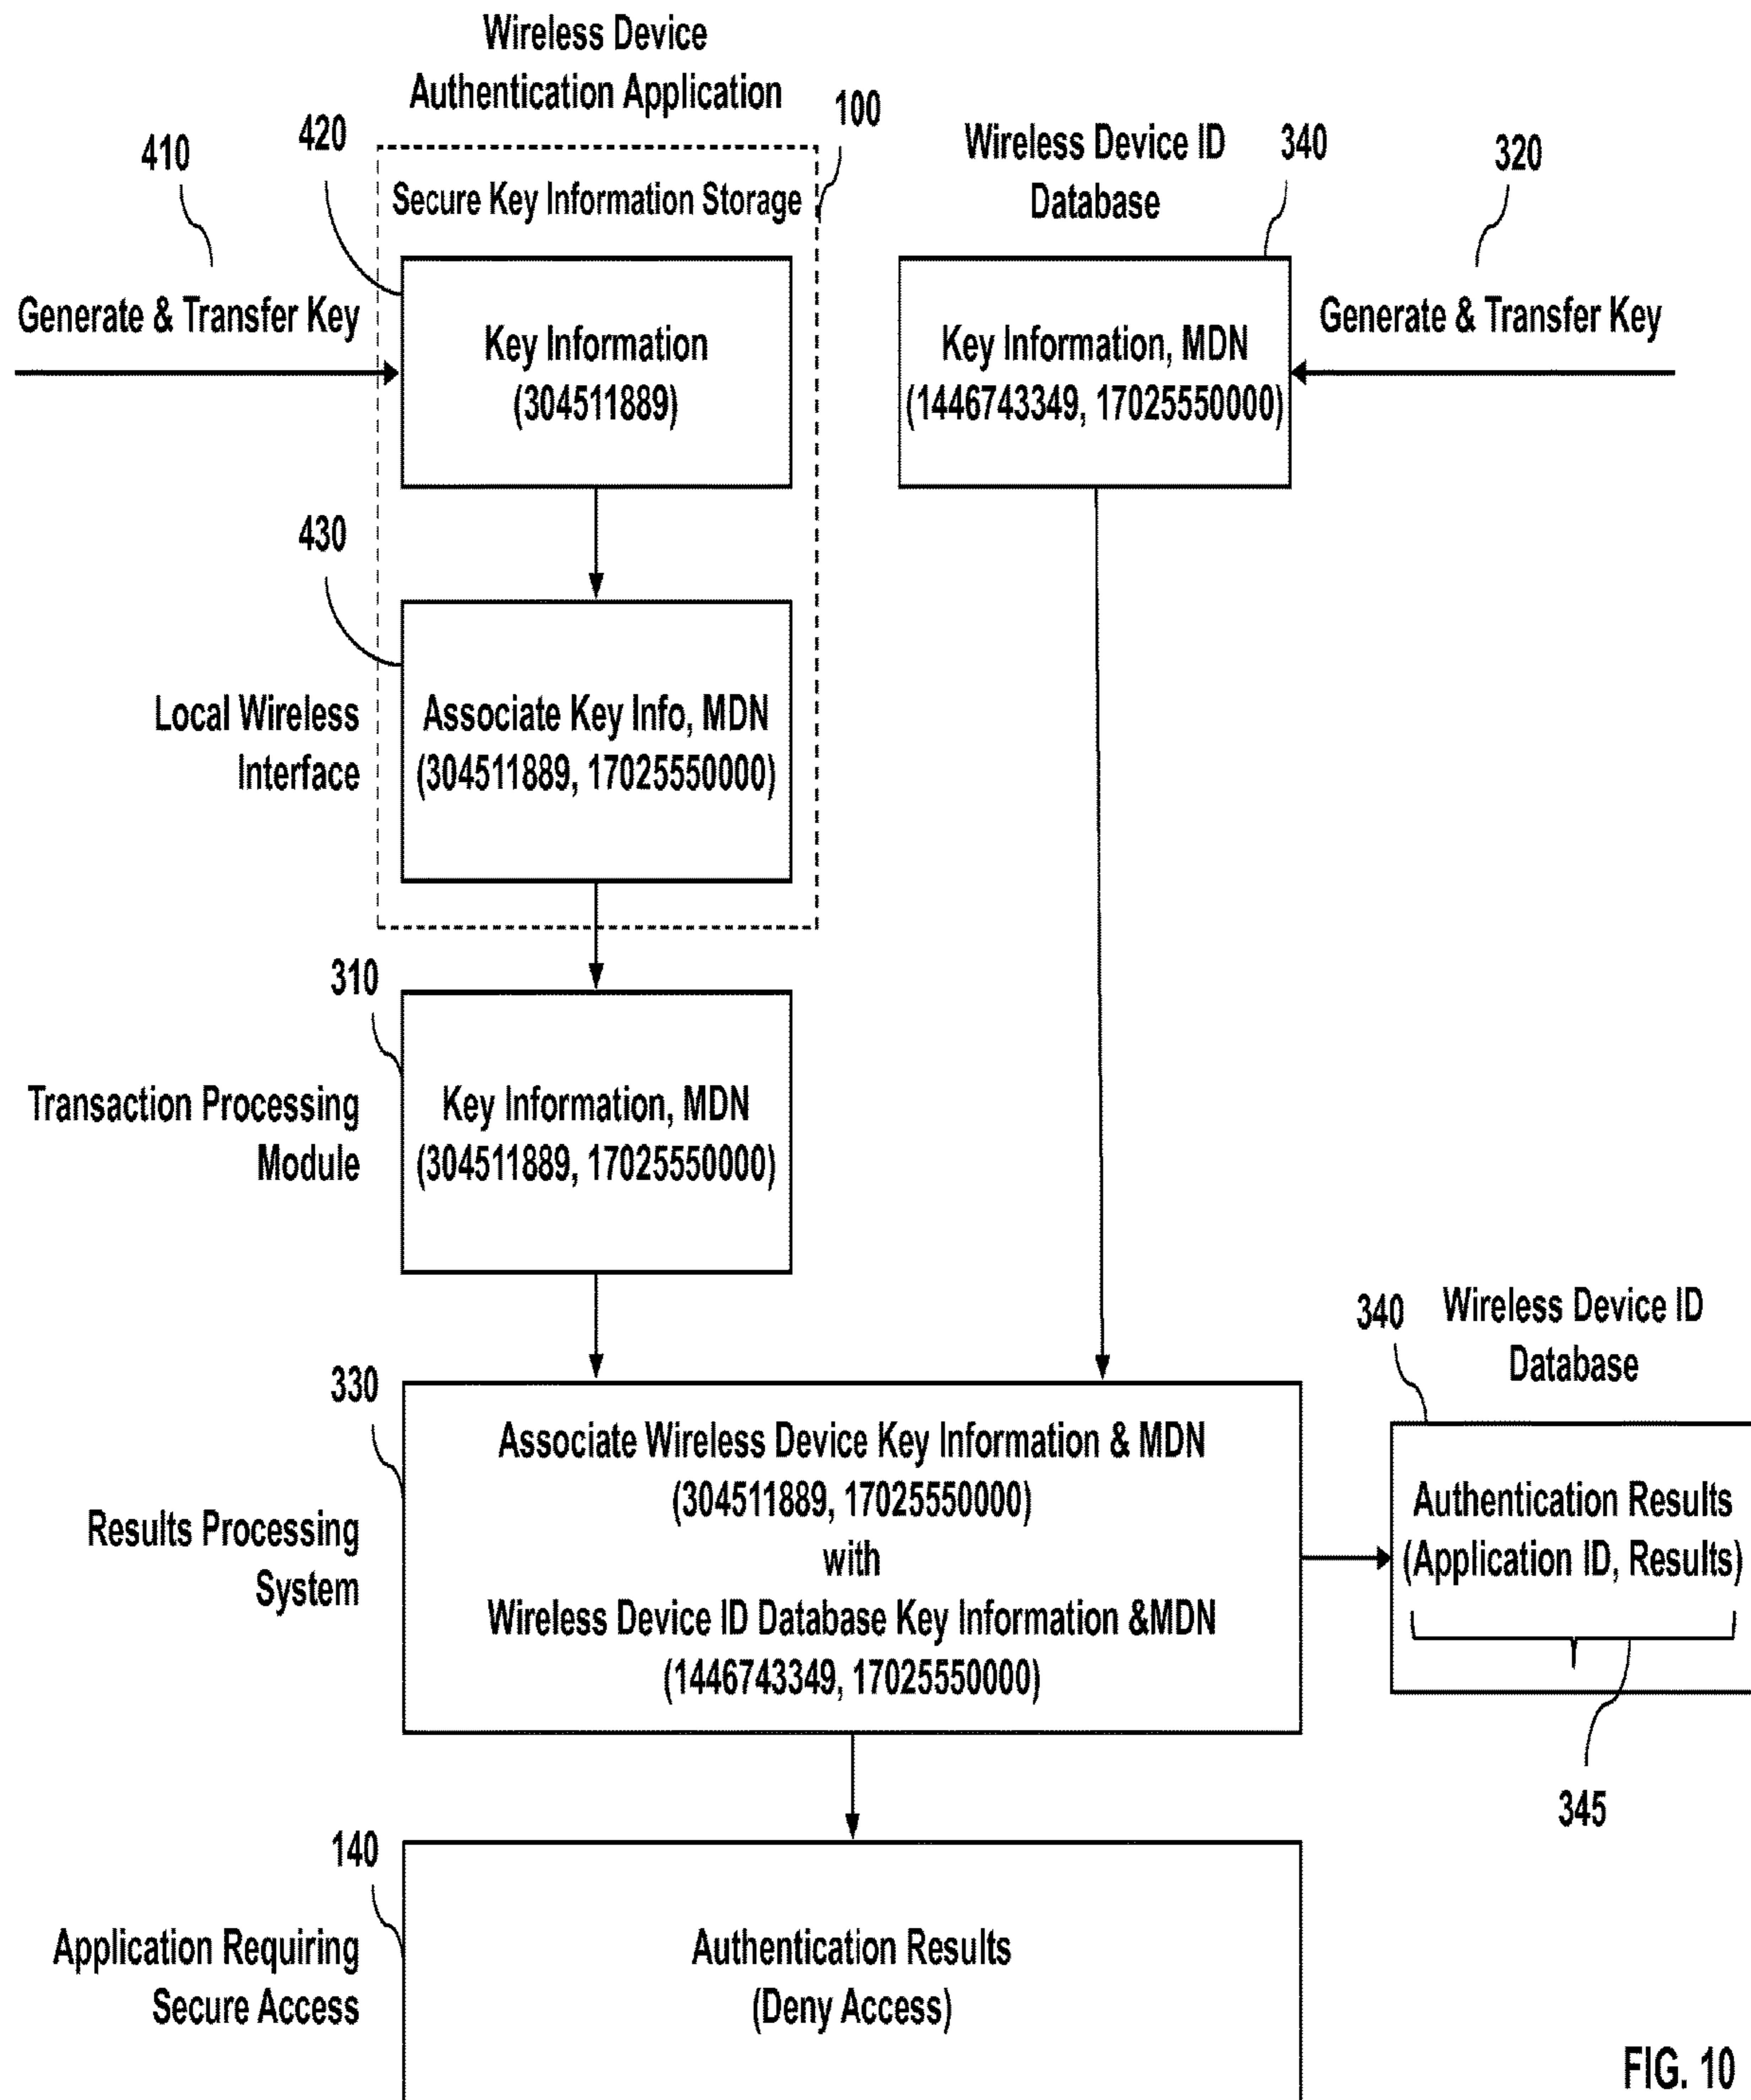 Wireless Device
Authentication Application
420
100
410
Wireless Device ID
Database
340
320
Secure Key Information Storage
Generate & Transfer Key
Key Information
(304511889)
Key Information, MDN
(1446743349, 17025550000)
Generate & Transfer Key
430
Local Wireless
Interface
Associate Key Info, MDN
(304511889, 17025550000)
310
Transaction Processing
Module
Key Information, MDN
(304511889, 17025550000)
340
Wireless Device ID
Database
330
Results Processing
System
Associate Wireless Device Key Information & MDN
(304511889, 17025550000)
with
Wireless Device ID Database Key Information &MDN
(1446743349, 17025550000)
Authentication Results
(Application ID, Results)
345
140
Application Requiring
Secure Access
Authentication Results
(Deny Access)
FIG. 10